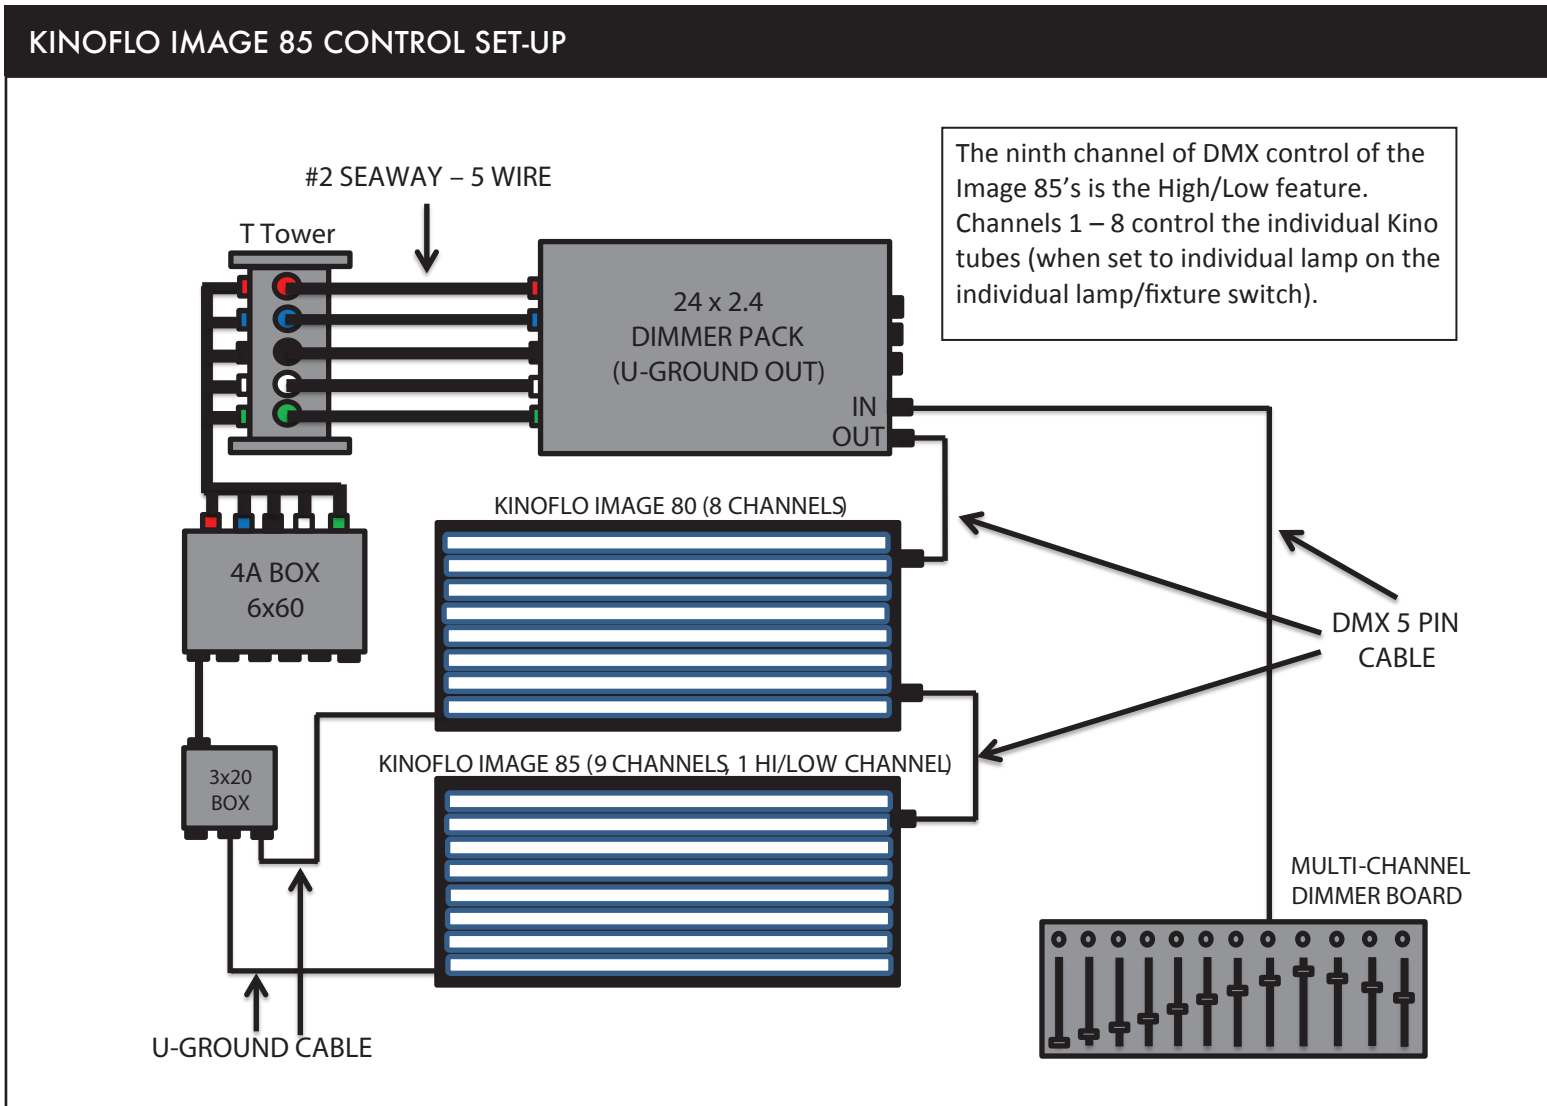 KINOFLO IMAGE 85 CONTROL SET-UP
The ninth channel of DMX control of the
Image 85’s is the High/Low feature.
Channels 1 – 8 control the individual Kino
tubes (when set to individual lamp on the
individual lamp/fixture switch).
#2 SEAWAY – 5 WIRE
T Tower
24 x 2.4
DIMMER PACK
(U-GROUND OUT)
IN
OUT
KINOFLO IMAGE 80 (8 CHANNELS)
4A BOX
6x60
DMX 5 PIN
CABLE
KINOFLO IMAGE 85 (9 CHANNELS, 1 HI/LOW CHANNEL)
3x20
BOX
MULTI-CHANNEL
DIMMER BOARD
U-GROUND CABLE